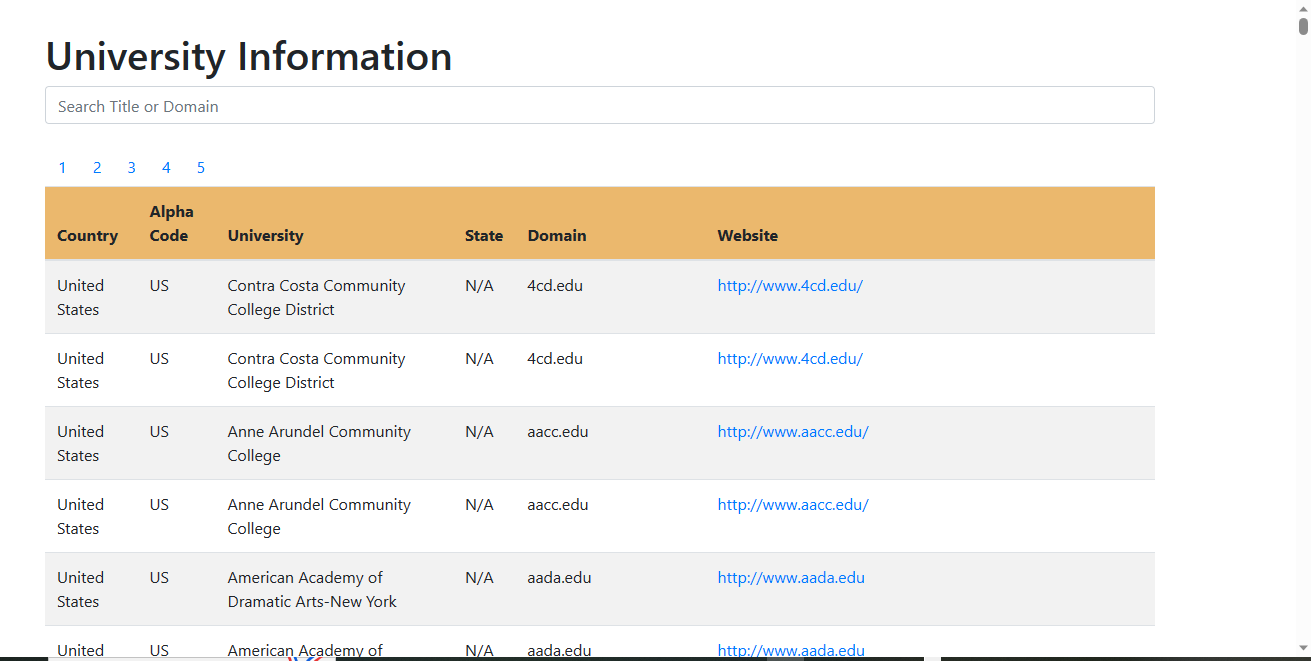 University Information
Search Title or Domain
1 2 3 4 5
Alpha
Country Code University State Domain Website
United US Contra Costa Community N/A 4cd.edu http://www.4cd.edu/
States College District
United US Contra Costa Community N/A 4cd.edu http://www.4cd.edu/
States College District
United US Anne Arundel Community N/A aacc.edu http://www.aacc.edu/
States College
United US Anne Arundel Community N/A aacc.edu http://www.aacc.edu/
States College
United US American Academy of N/A aada.edu http://www.aada.edu
States Dramatic Arts-New York
United US American Academy of N/A aada.edu http://www.aada.edu